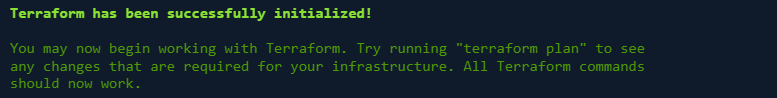 Terraform has been successfully initialized!
You may now begin working with Terraform. Try running "terraform plan" to see
any changes that are required for your infrastructure. All Terraform commands
should now work.